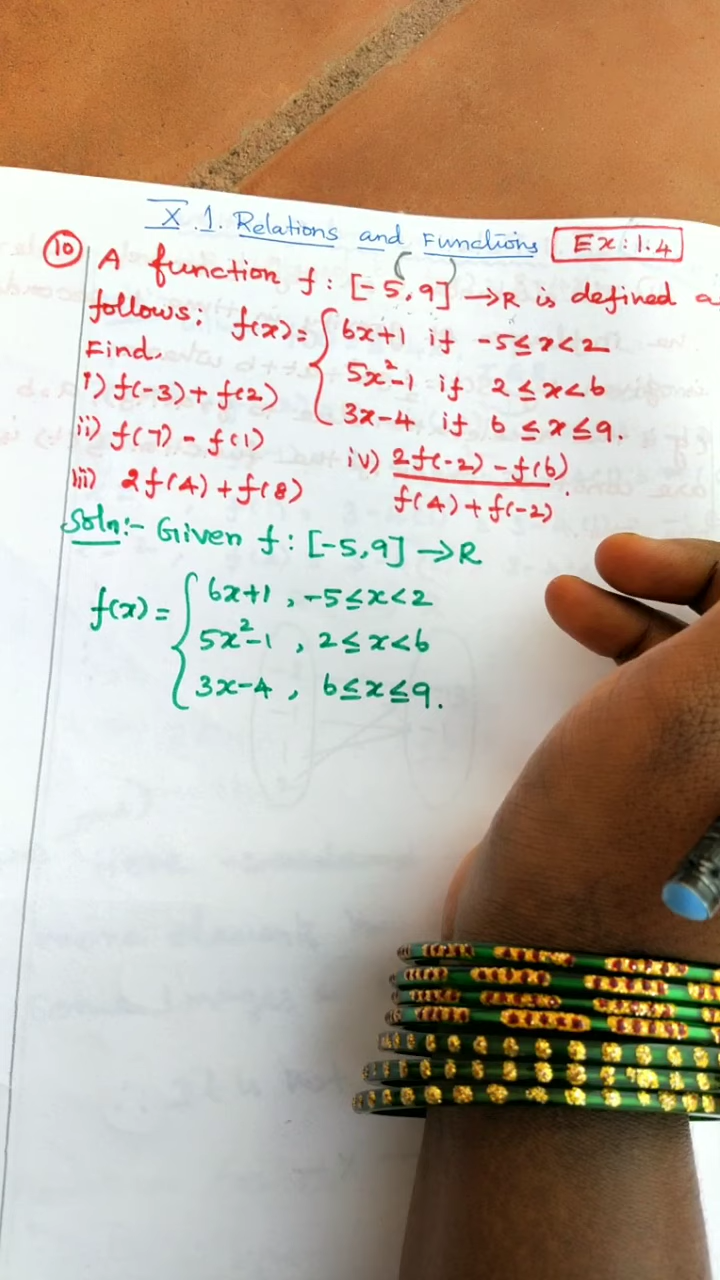 X.1. Relations and Functions Ex: 1.4
10 A function f : [-5, 9] →R is defined as
follows: f(x) = { 6x+1 if -5≤x<2
Find, 5x²-1 if 2≤x<6
i) f(-3) + f(2) 3x-4 if 6≤x≤9.
ii) f(7) - f(1) iv) 2f(-2) - f(6)
iii) 2f(4) + f(8) f(4) + f(-2) .
Soln:- Given f : [-5,9] →R
f(x) = { 6x+1 , -5≤x<2
5x²-1 , 2≤x<6
3x-4 , 6≤x≤9.